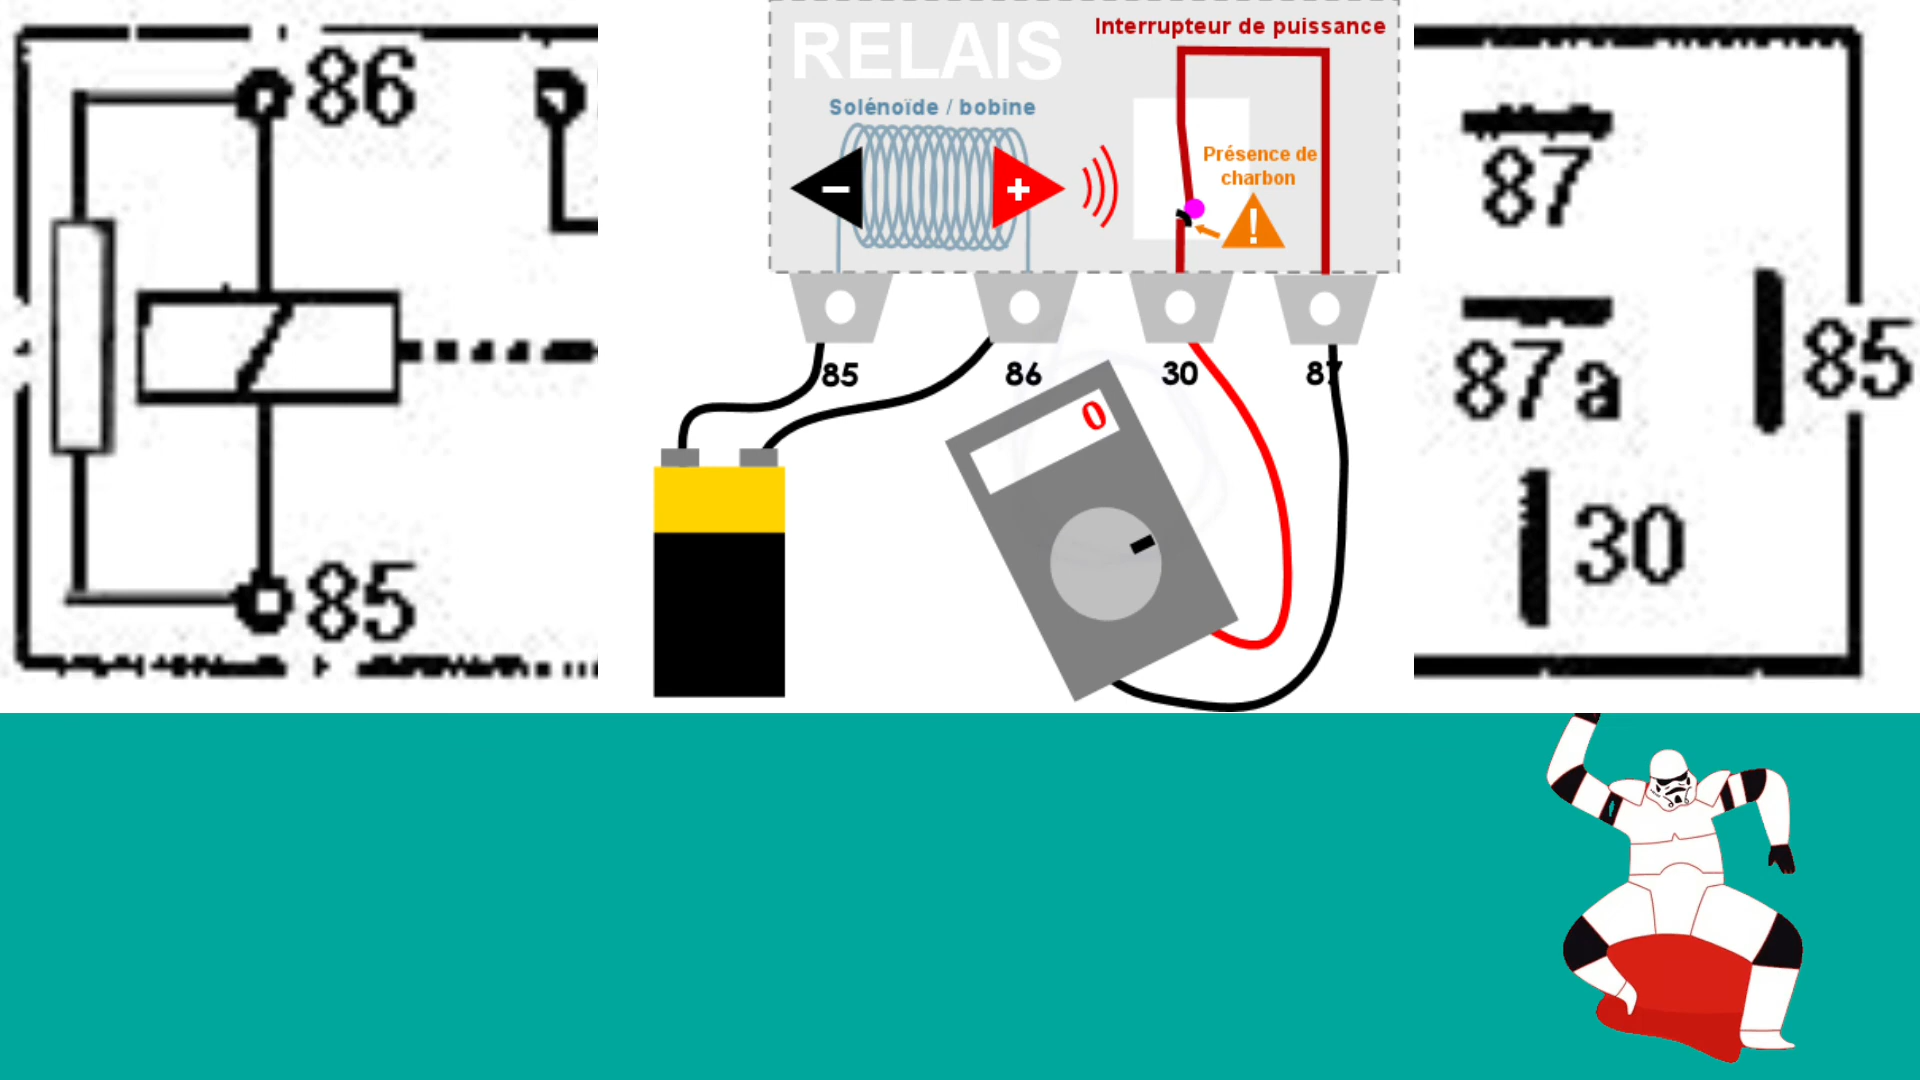 86
85
RELAIS
Interrupteur de puissance
Solénoïde / bobine
−
+
Présence de
charbon
!
85
86
30
87
0
87
87a
85
30